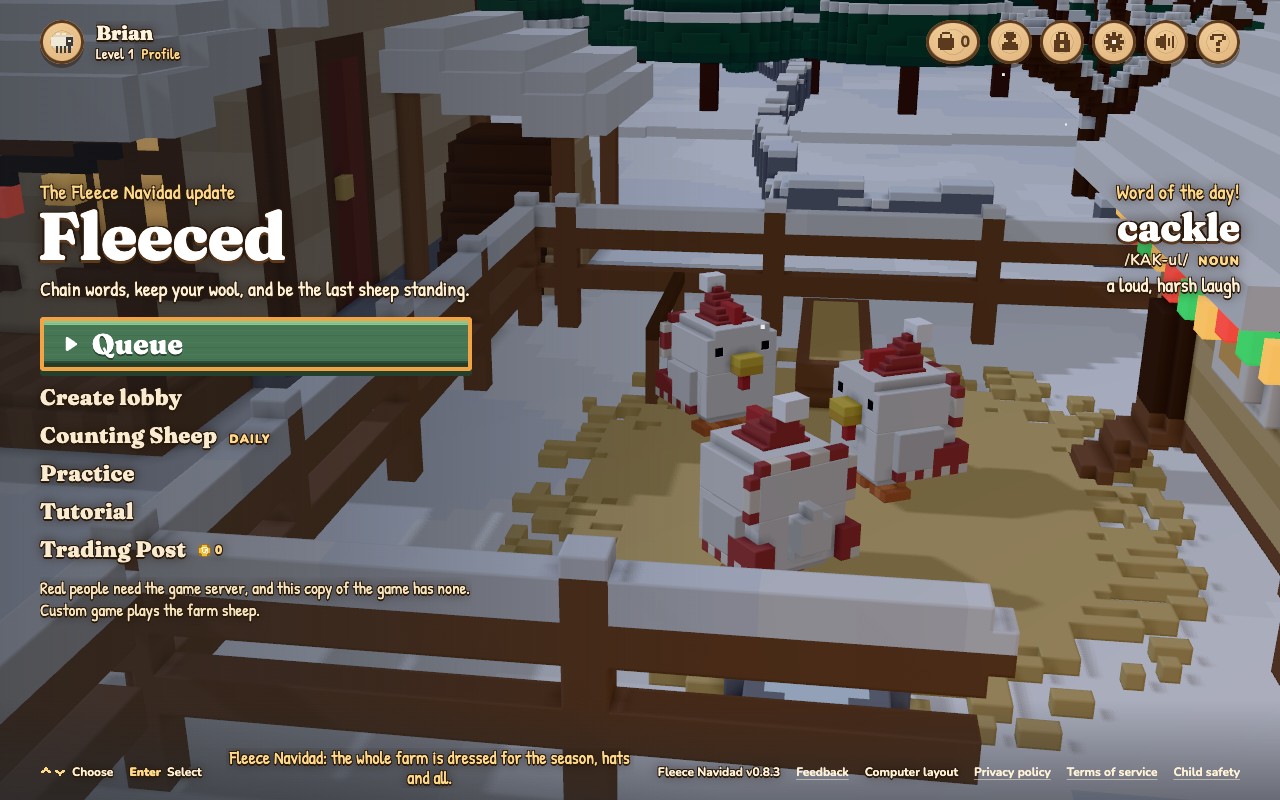 Brian
Level 1 Profile
0
The Fleece Navidad update
Fleeced
Chain words, keep your wool, and be the last sheep standing.
Queue
Create lobby
Counting Sheep DAILY
Practice
Tutorial
Trading Post 0
Real people need the game server, and this copy of the game has none.
Custom game plays the farm sheep.
Word of the day!
cackle
/KAK-ul/ NOUN
a loud, harsh laugh
Choose Enter Select
Fleece Navidad: the whole farm is dressed for the season, hats
and all.
Fleece Navidad v0.8.3 Feedback Computer layout Privacy policy Terms of service Child safety